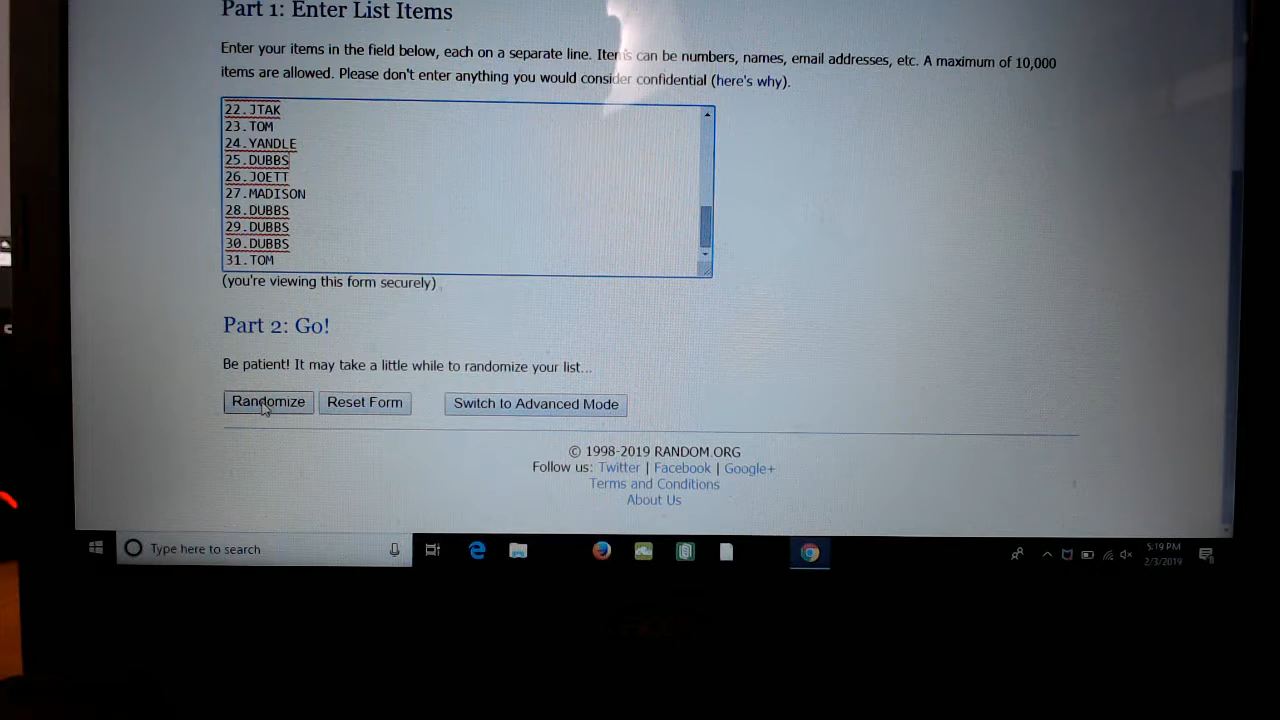 Part 1: Enter List Items
Enter your items in the field below, each on a separate line. Items can be numbers, names, email addresses, etc. A maximum of 10,000
items are allowed. Please don't enter anything you would consider confidential (here's why).
22.JTAK
23.TOM
24.YANDLE
25.DUBBS
26.JOETT
27.MADISON
28.DUBBS
29.DUBBS
30.DUBBS
31.TOM
(you're viewing this form securely)
Part 2: Go!
Be patient! It may take a little while to randomize your list...
Randomize Reset Form Switch to Advanced Mode
© 1998-2019 RANDOM.ORG
Follow us: Twitter | Facebook | Google+
Terms and Conditions
About Us
Type here to search
5:19 PM
2/3/2019